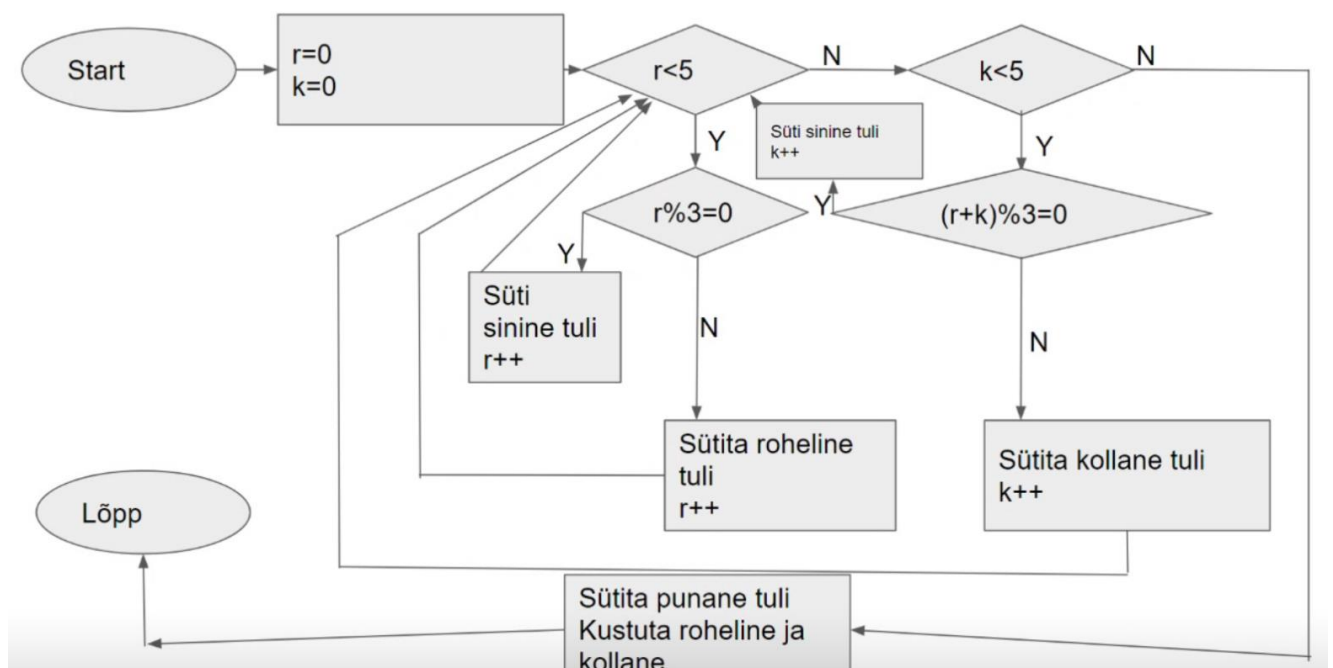 Start
r=0
k=0
r<5
N
k<5
N
Y
Süti sinine tuli
k++
Y
r%3=0
Y
(r+k)%3=0
Y
Süti
sinine tuli
r++
N
N
Sütita roheline
tuli
r++
Sütita kollane tuli
k++
Lõpp
Sütita punane tuli
Kustuta roheline ja
kollane